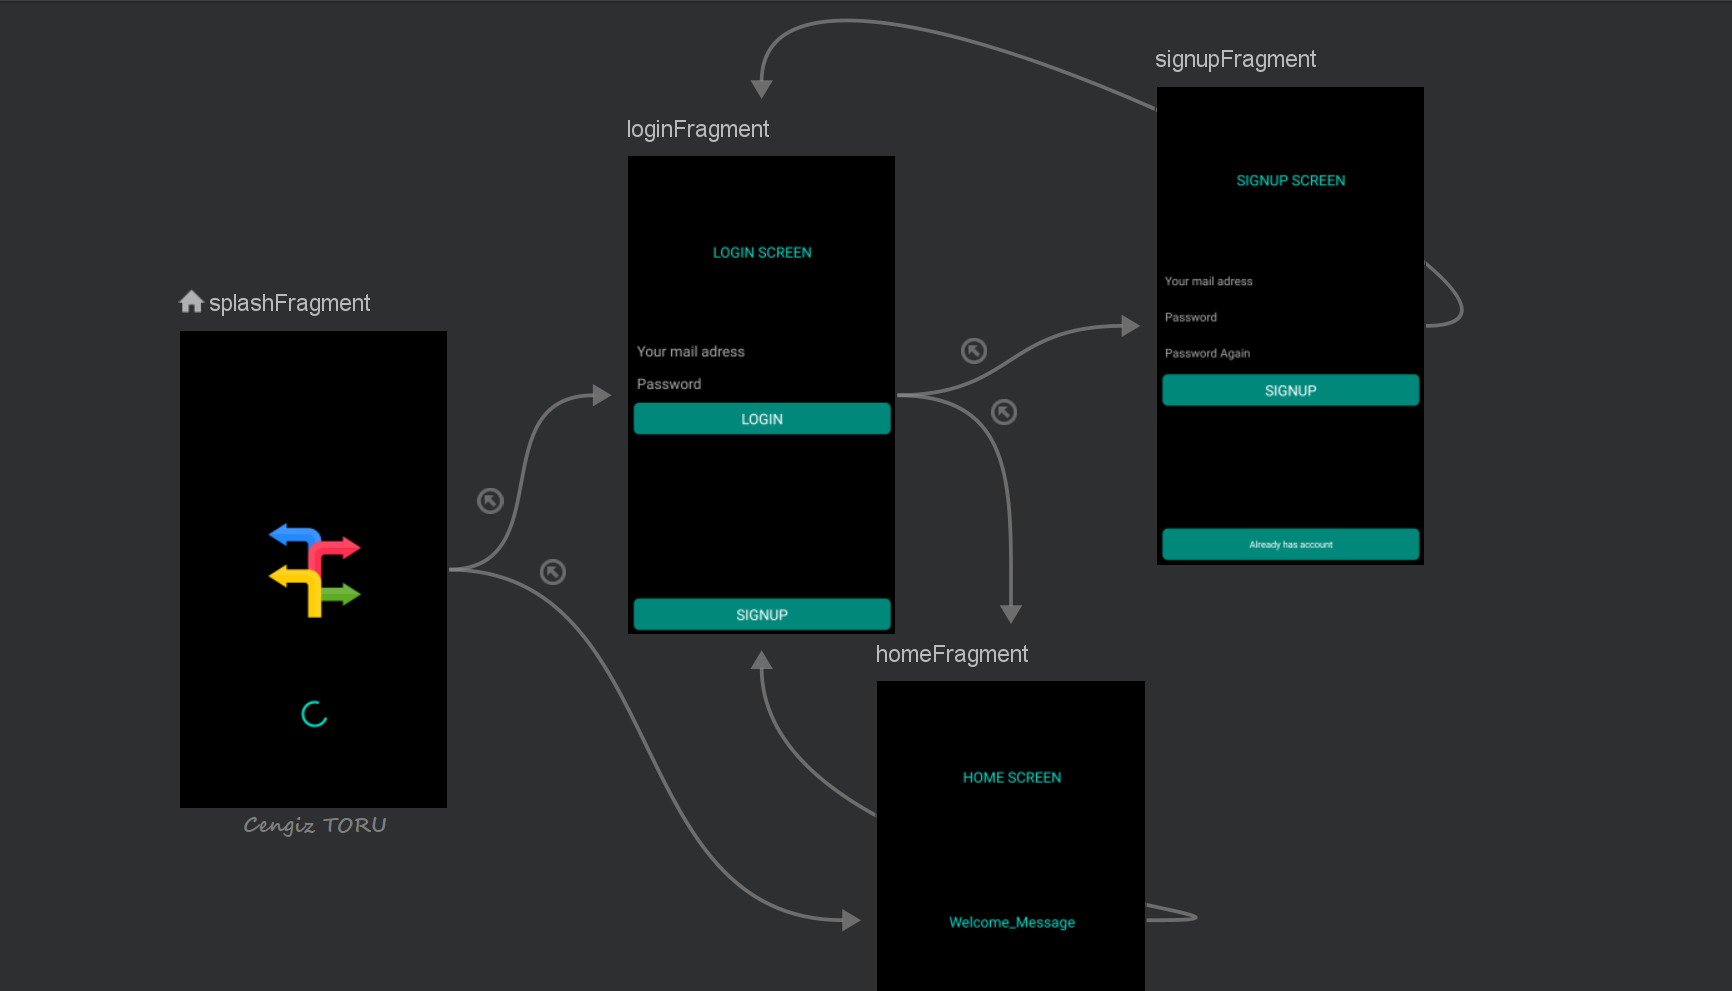 splashFragment
Cengiz TORU
loginFragment
LOGIN SCREEN
Your mail adress
Password
LOGIN
SIGNUP
signupFragment
SIGNUP SCREEN
Your mail adress
Password
Password Again
SIGNUP
Already has account
homeFragment
HOME SCREEN
Welcome_Message